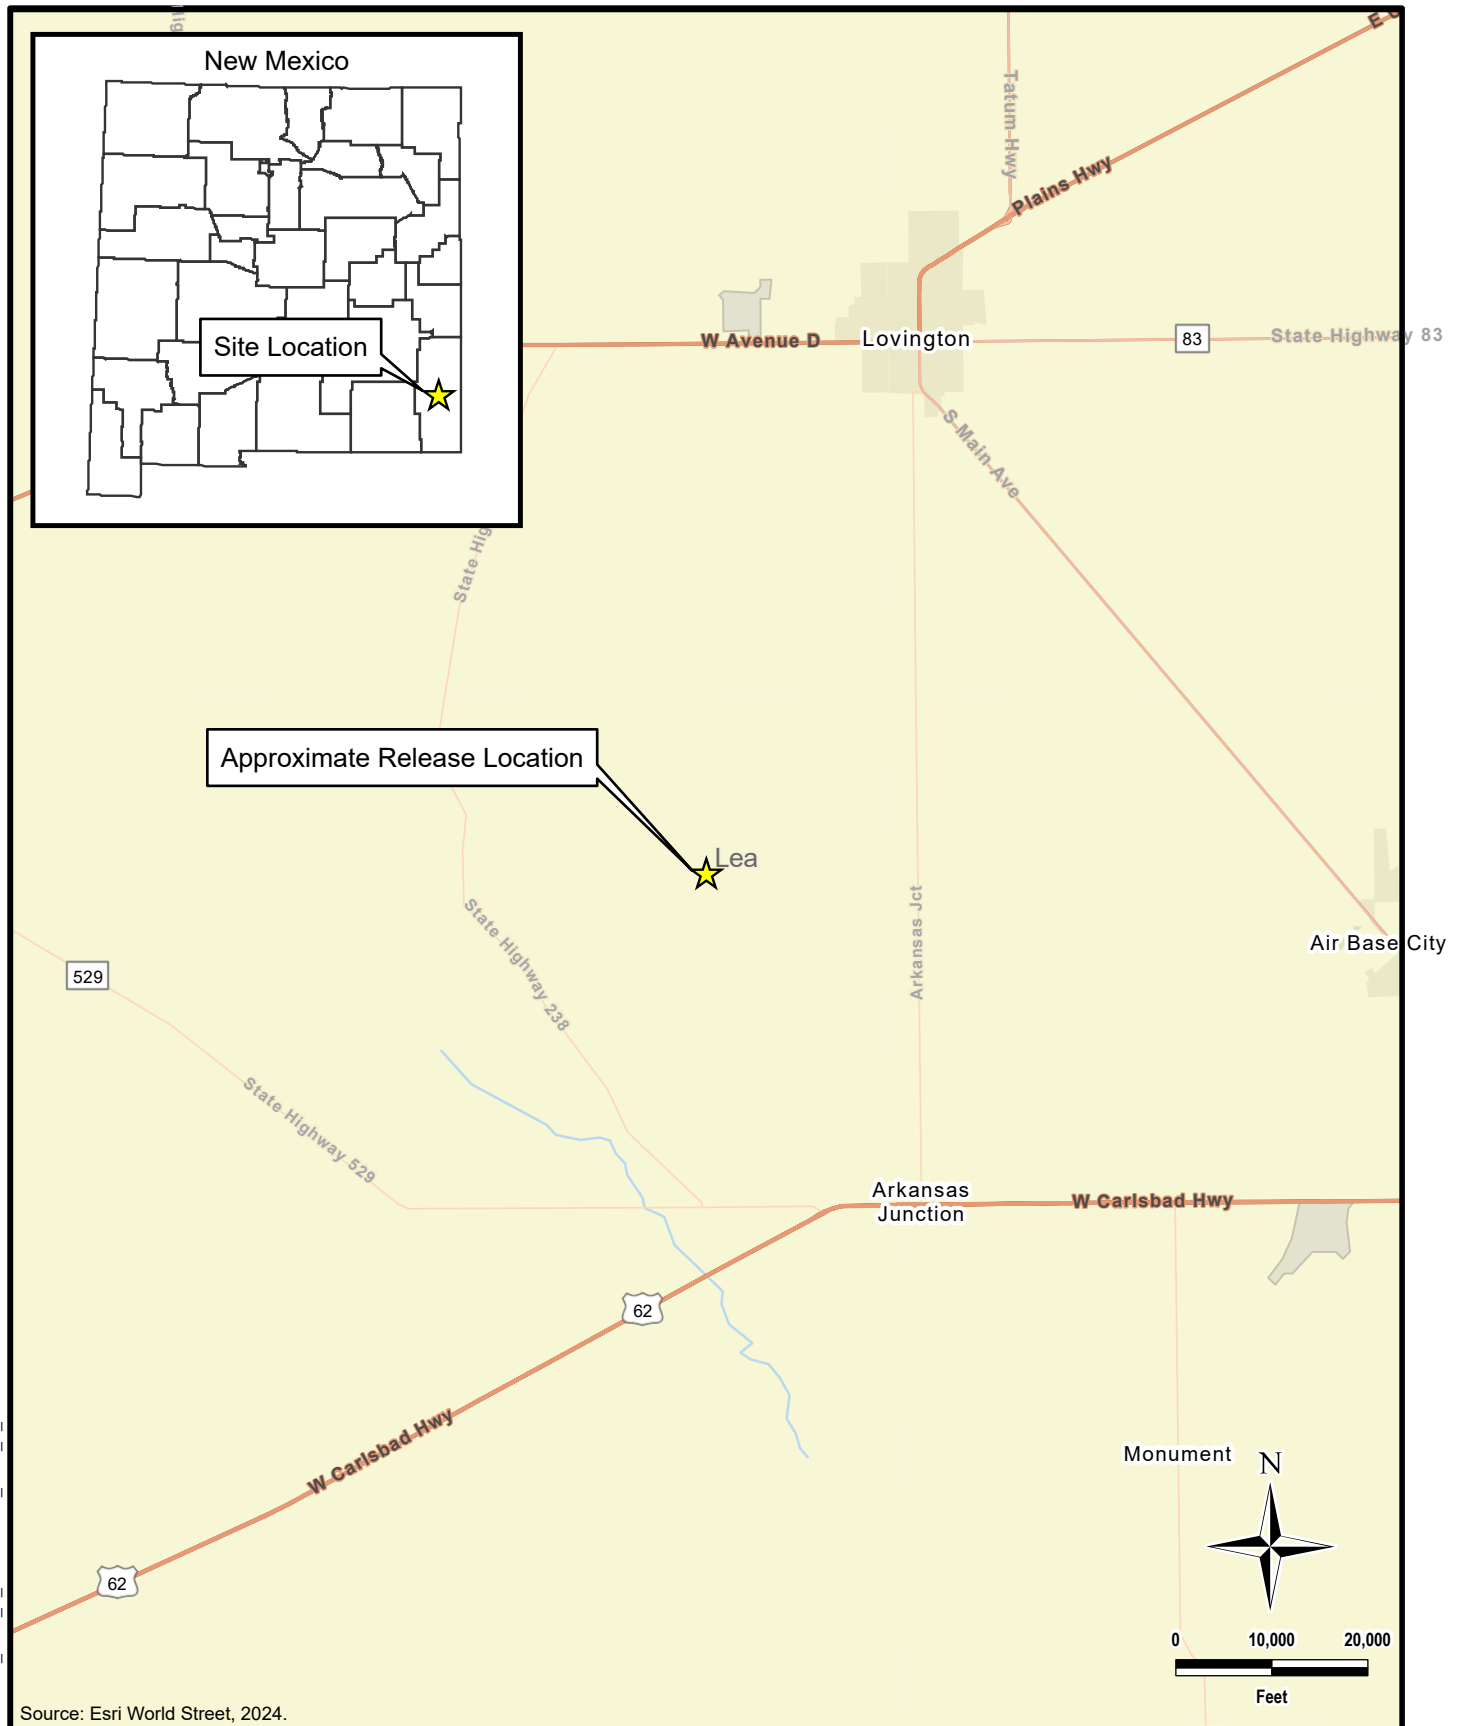 New Mexico
Site Location
Tatum Hwy
Plains Hwy
W Avenue D
Lovington
83
State Highway 83
S Main Ave
State Hig
Approximate Release Location
Lea
Arkansas Jct
Air Base City
529
State Highway 238
State Highway 529
Arkansas
Junction
W Carlsbad Hwy
62
W Carlsbad Hwy
Monument
N
62
0 10,000 20,000
Feet
Source: Esri World Street, 2024.